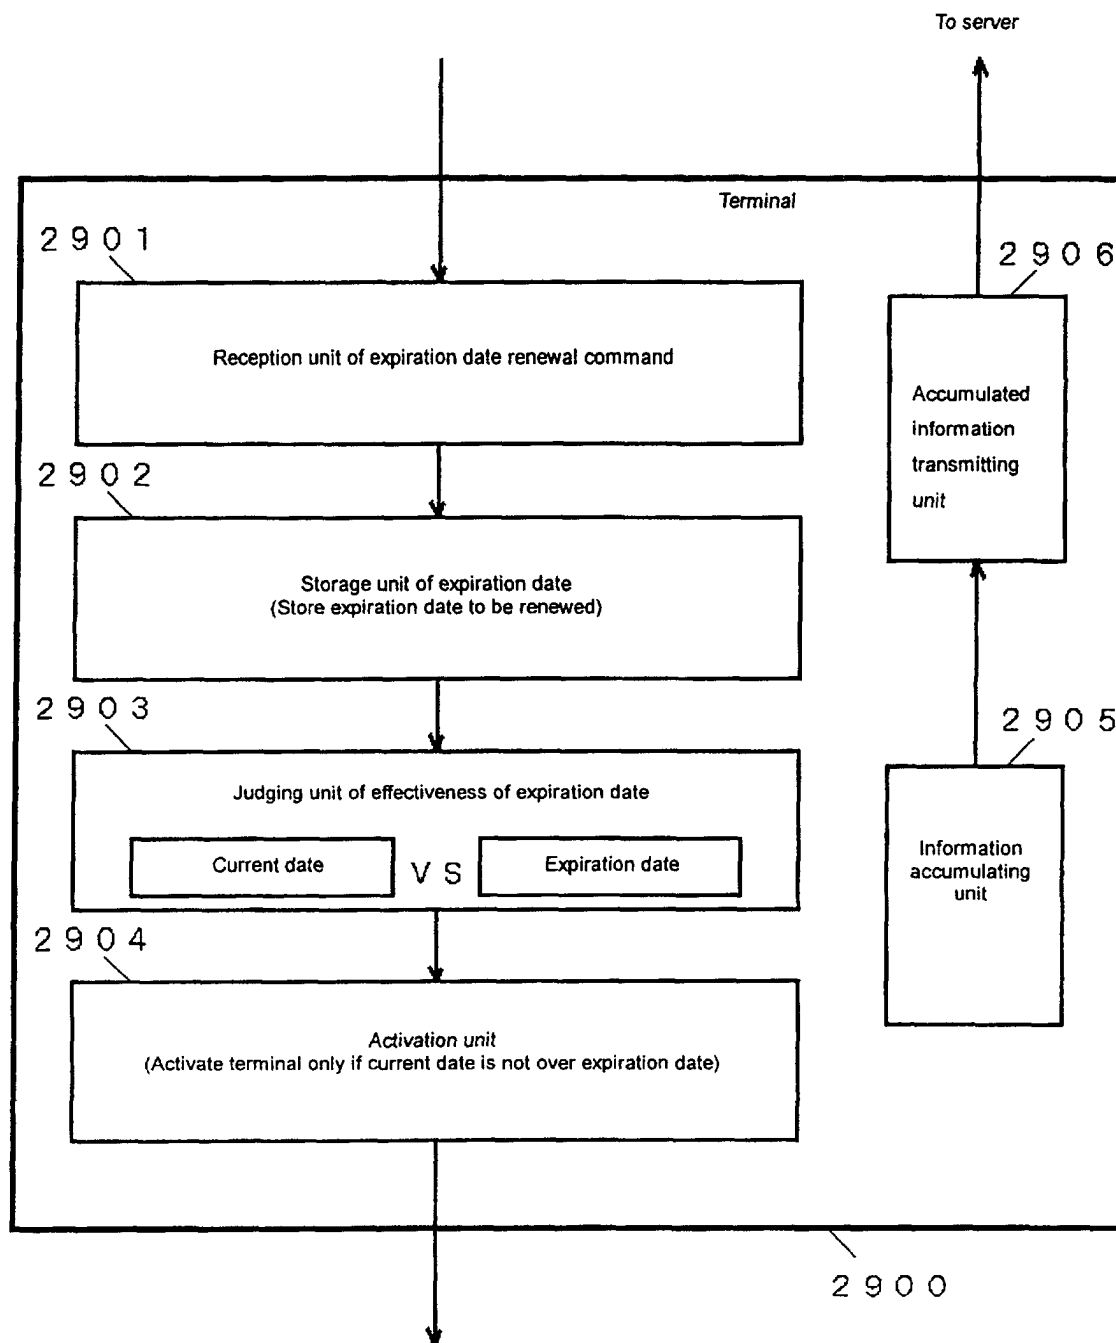 To server
Terminal
2901
Reception unit of expiration date renewal command
2902
Storage unit of expiration date
(Store expiration date to be renewed)
2903
Judging unit of effectiveness of expiration date
Current date
VS
Expiration date
2904
Activation unit
(Activate terminal only if current date is not over expiration date)
2906
Accumulated
information
transmitting
unit
2905
Information
accumulating
unit
2900